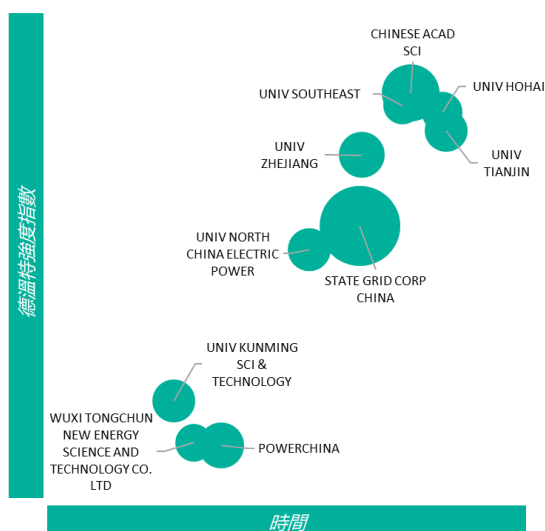 CHINESE ACAD
SCI
UNIV SOUTHEAST
UNIV HOHAI
UNIV
ZHEJIANG
UNIV
TIANJIN
UNIV NORTH
CHINA ELECTRIC
POWER
STATE GRID CORP
CHINA
德溫特強度指數
UNIV KUNMING
SCI &
TECHNOLOGY
WUXI TONGCHUN
NEW ENERGY
SCIENCE AND
TECHNOLOGY CO.
LTD
POWERCHINA
時間